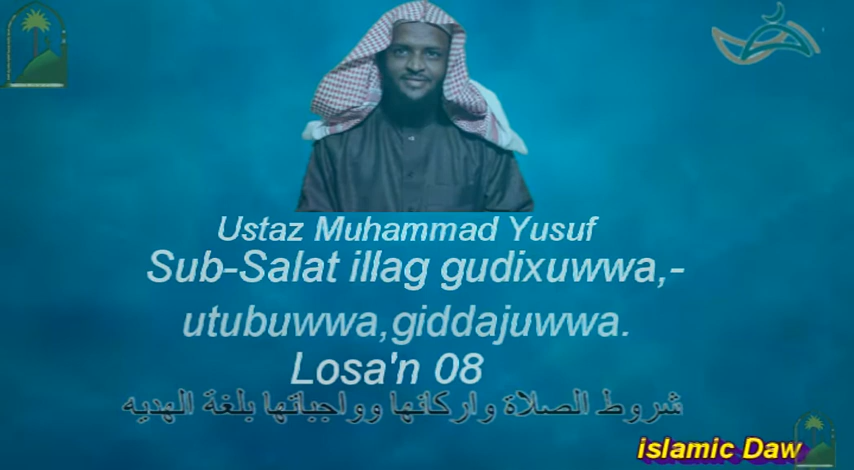 Ustaz Muhammad Yusuf
Sub-Salat illag gudixuwwa,-
utubuwwa,giddajuwwa.
Losa'n 08
شروط الصلاة واركانها وواجباتها بلغة الهديه
islamic Daw